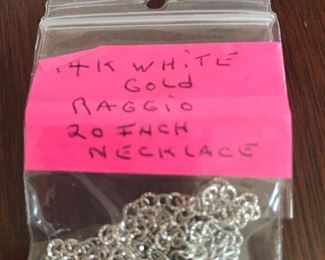 14K WHITE
GOLD
RAGGIO
20 INCH
NECKLACE